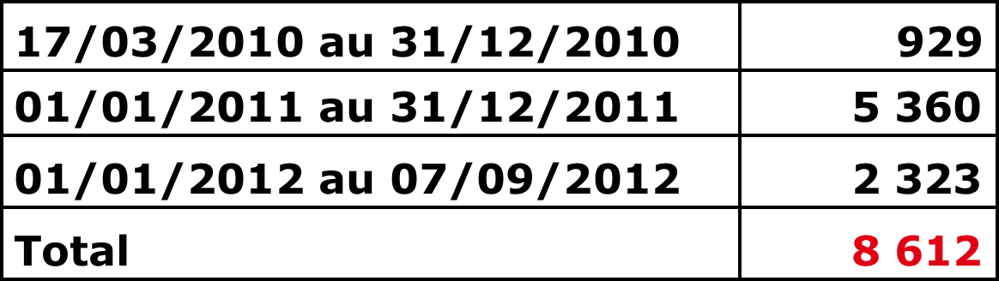 17/03/2010 au 31/12/2010 929
01/01/2011 au 31/12/2011 5 360
01/01/2012 au 07/09/2012 2 323
Total 8 612